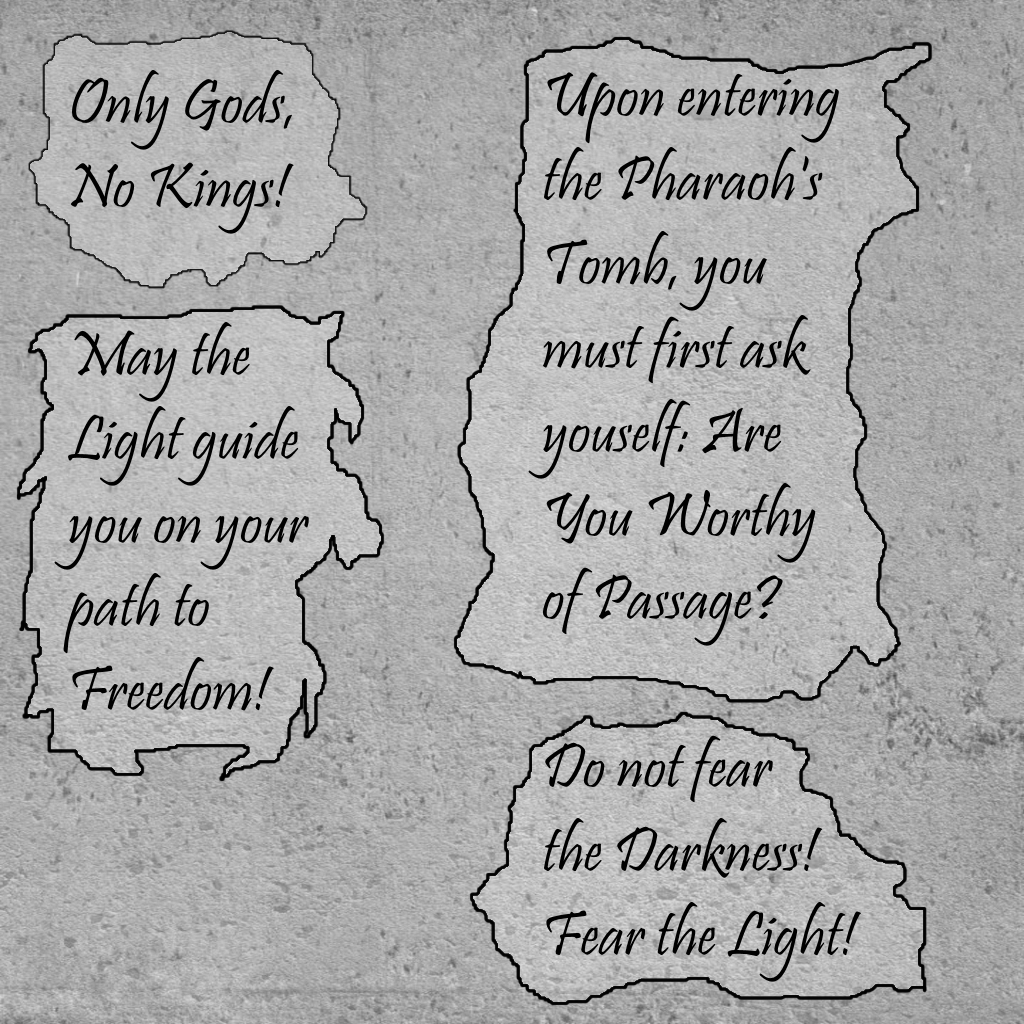 Only Gods,
No Kings!
May the
Light guide
you on your
path to
Freedom!
Upon entering
the Pharaoh's
Tomb, you
must first ask
youself: Are
You Worthy
of Passage?
Do not fear
the Darkness!
Fear the Light!